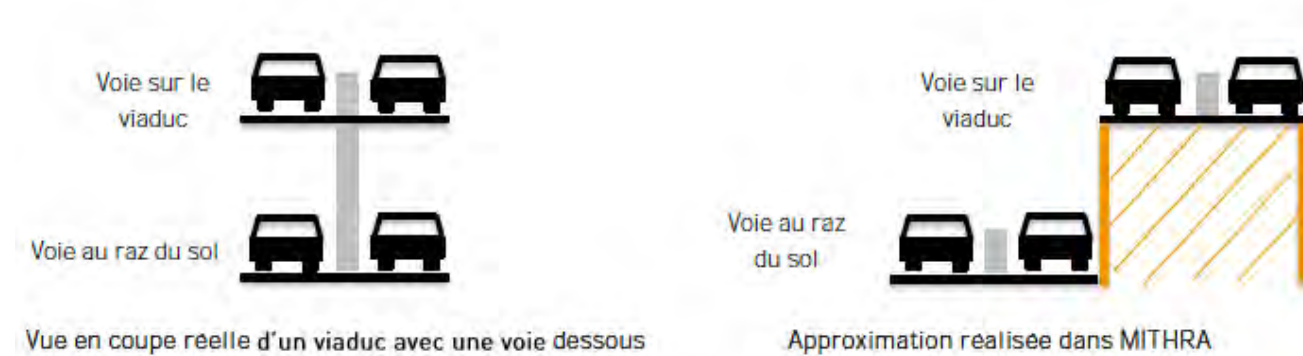 Voie sur le
viaduc
Voie au raz du sol
Vue en coupe réelle d'un viaduc avec une voie dessous
Voie sur le
viaduc
Voie au raz
du sol
Approximation réalisée dans MITHRA